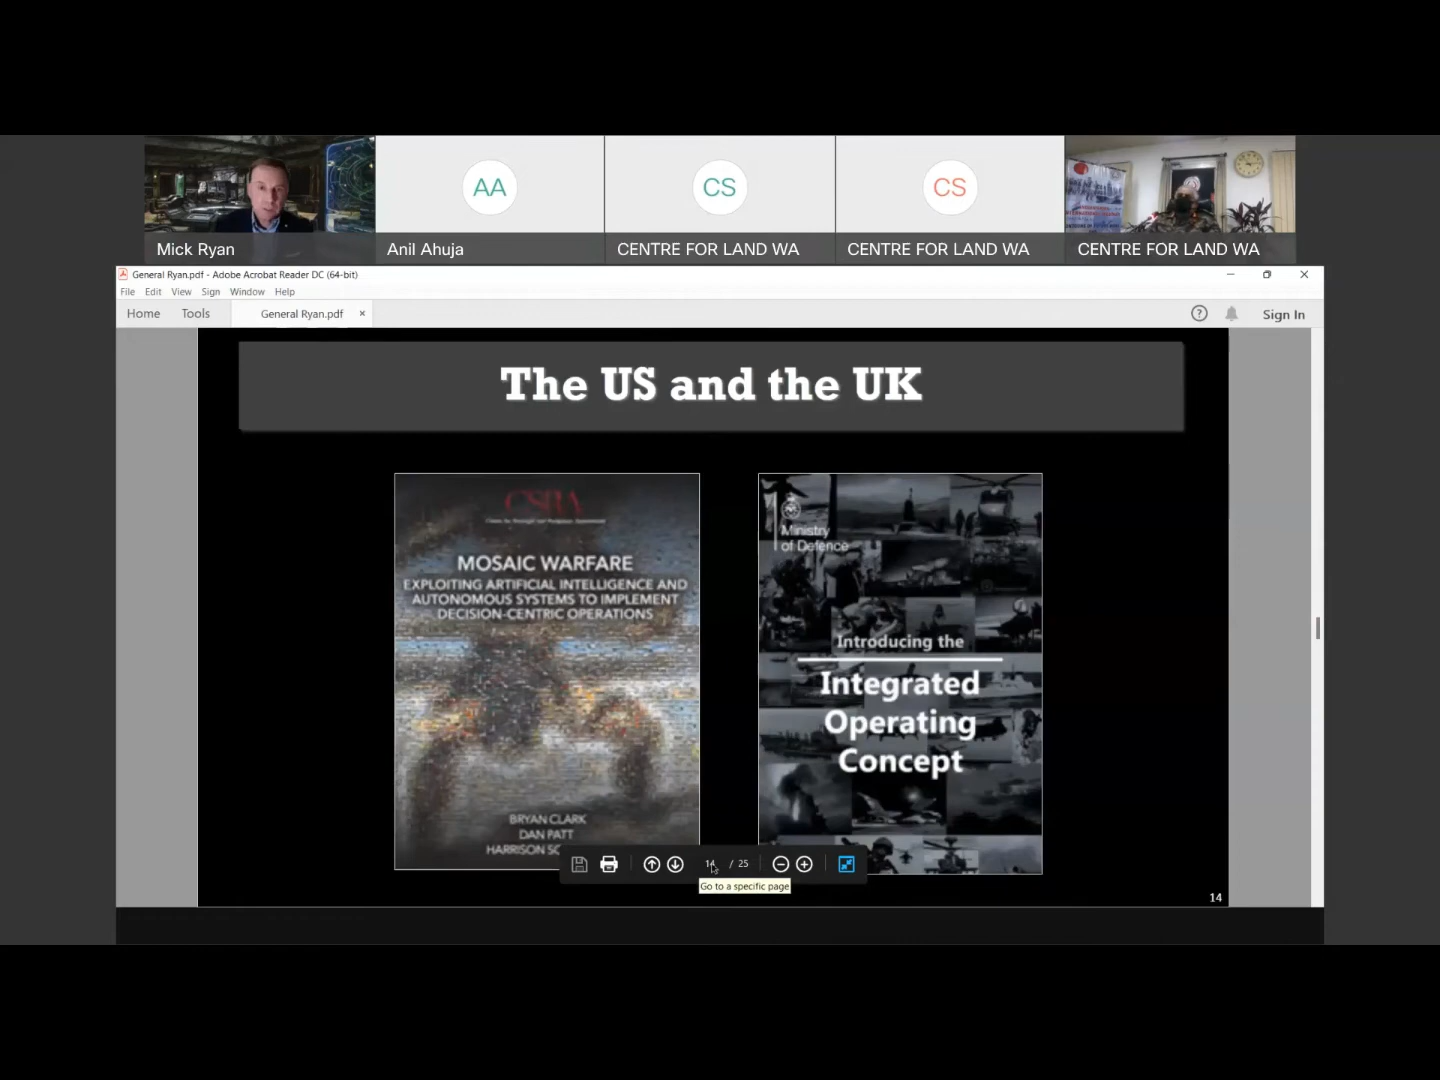 Mick Ryan
AA
Anil Ahuja
CS
CENTRE FOR LAND WA
CS
CENTRE FOR LAND WA
CENTRE FOR LAND WA
General Ryan.pdf - Adobe Acrobat Reader DC (64-bit)
File Edit View Sign Window Help
Home Tools General Ryan.pdf × Sign In
The US and the UK
CSBA
MOSAIC WARFARE
EXPLOITING ARTIFICIAL INTELLIGENCE AND
AUTONOMOUS SYSTEMS TO IMPLEMENT
DECISION-CENTRIC OPERATIONS
BRYAN CLARK
DAN PATT
HARRISON
Ministry
of Defence
Introducing the
Integrated
Operating
Concept
14 / 25
Go to a specific page
14